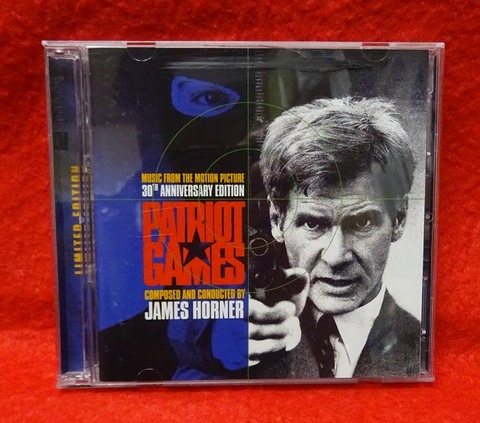 LIMITED EDITION
MUSIC FROM THE MOTION PICTURE
30TH ANNIVERSARY EDITION
PATRIOT
GAMES
COMPOSED AND CONDUCTED BY
JAMES HORNER